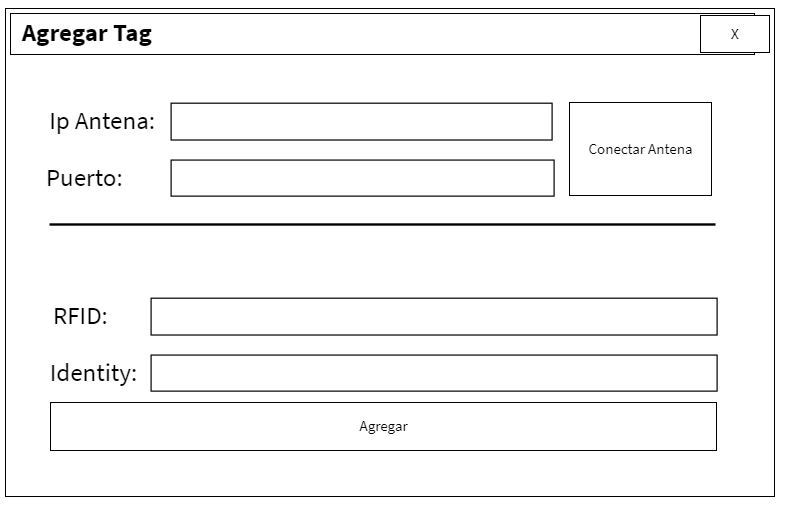 Agregar Tag
X
Ip Antena:
Conectar Antena
Puerto:
RFID:
Identity:
Agregar